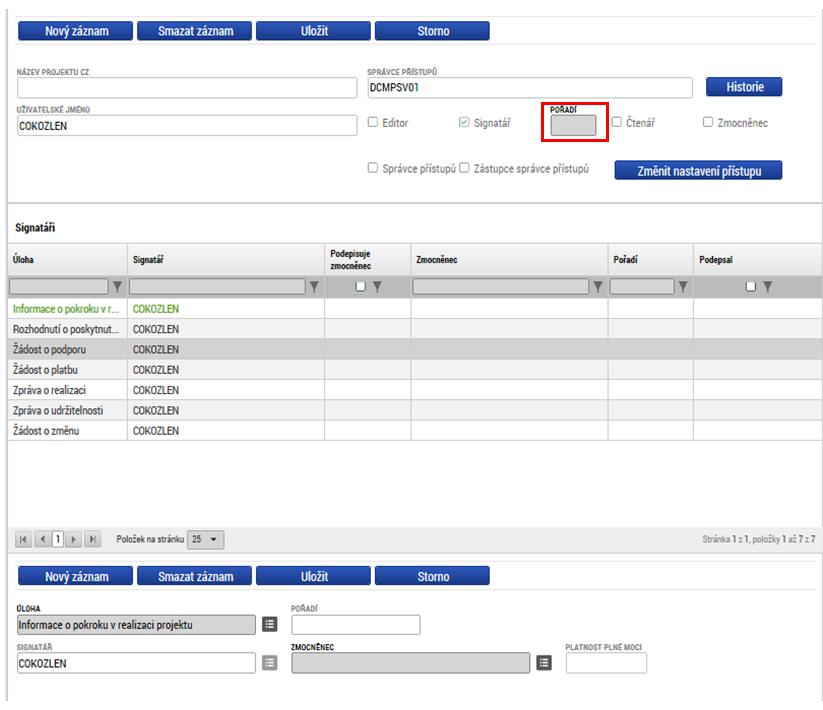 Nový záznam Smazat záznam Uložit Storno
NÁZEV PROJEKTU CZ SPRÁVCE PŘÍSTUPŮ
DCMPSV01 Historie
UŽIVATELSKÉ JMÉNO POŘADÍ
COKOZLEN Editor Signatář Čtenář Zmocněnec
Správce přístupů Zástupce správce přístupů Změnit nastavení přístupu
Signatáři
Úloha Signatář Podepisuje zmocněnec Zmocněnec Pořadí Podepsal
Informace o pokroku v r... COKOZLEN
Rozhodnutí o poskytnut... COKOZLEN
Žádost o podporu COKOZLEN
Žádost o platbu COKOZLEN
Zpráva o realizaci COKOZLEN
Zpráva o udržitelnosti COKOZLEN
Žádost o změnu COKOZLEN
1 Položek na stránku 25 Stránka 1 z 1, položky 1 až 7 z 7
Nový záznam Smazat záznam Uložit Storno
ÚLOHA POŘADÍ
Informace o pokroku v realizaci projektu
SIGNATÁŘ ZMOCNĚNEC PLATNOST PLNÉ MOCI
COKOZLEN